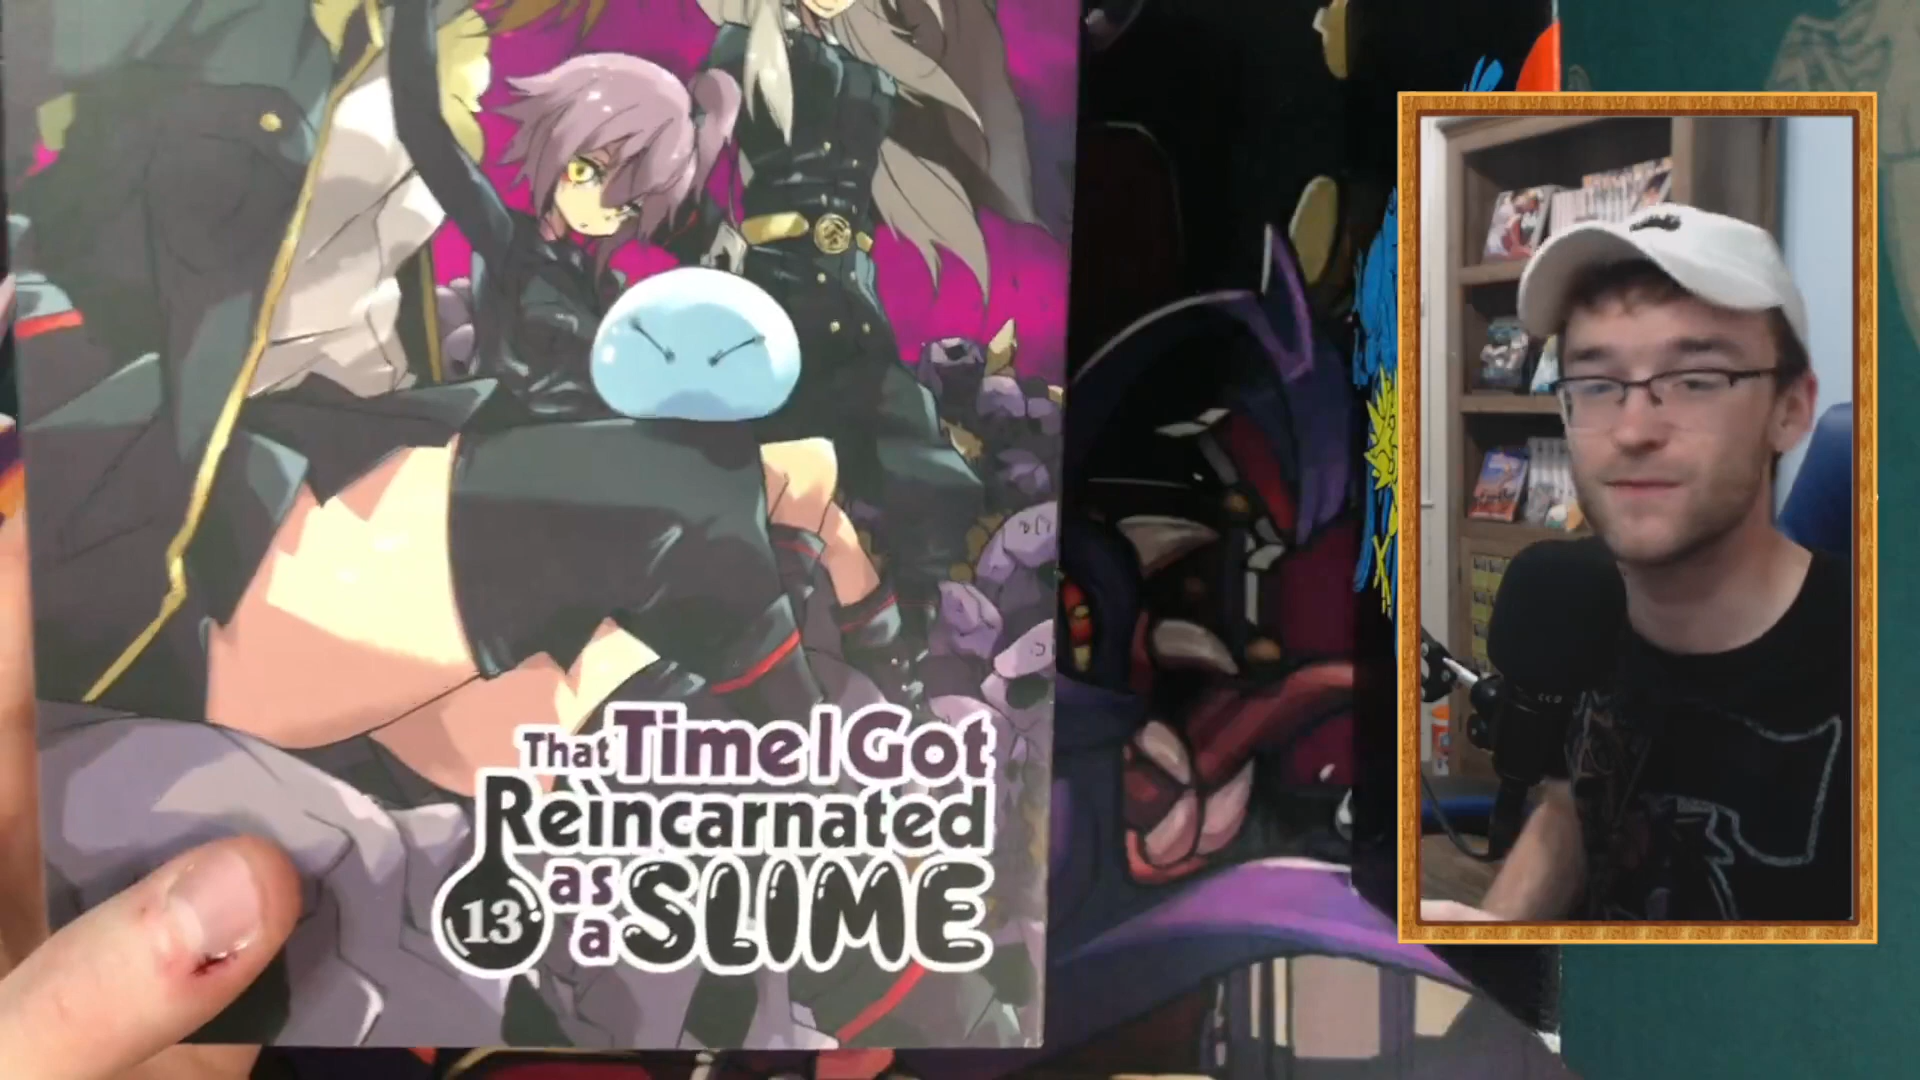 That Time I Got
Reincarnated
as
a SLIME
13